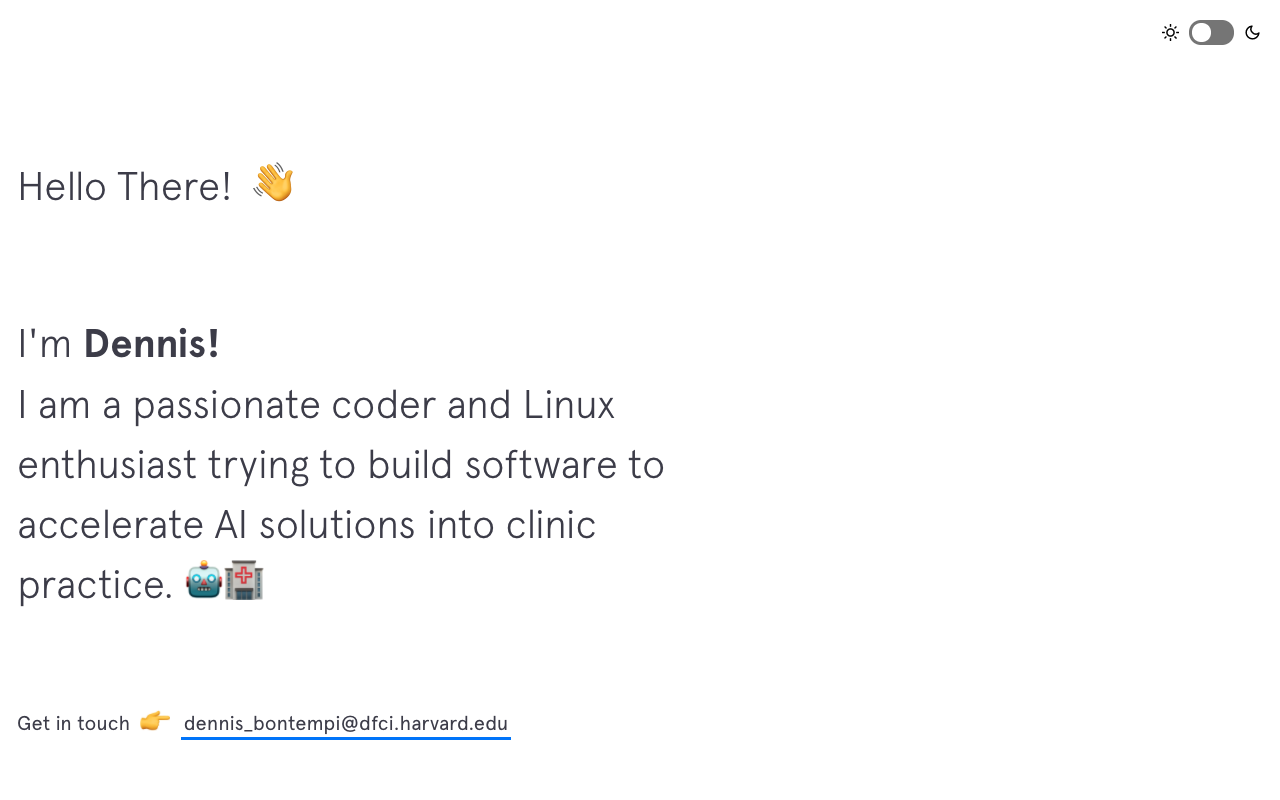 Hello There! 👋
I'm Dennis!
I am a passionate coder and Linux
enthusiast trying to build software to
accelerate AI solutions into clinic
practice. 🤖🏥
Get in touch 👉 dennis_bontempi@dfci.harvard.edu